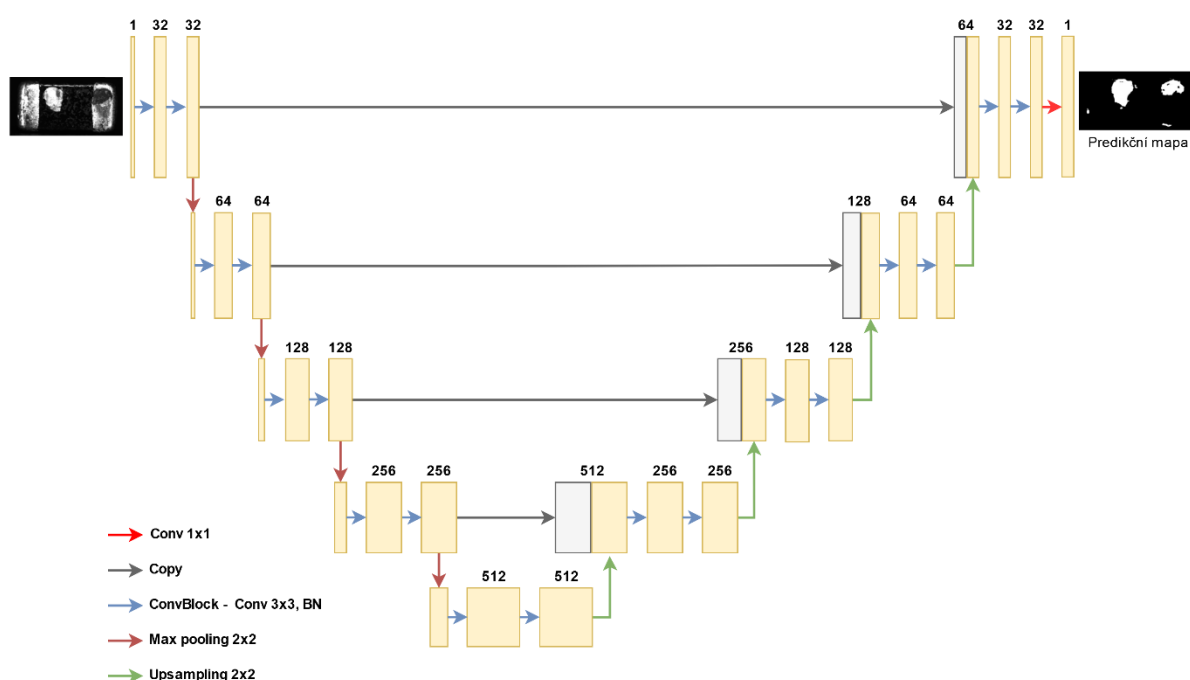 1 32 32 64 32 32 1
Predikční mapa
64 64 128 64 64
128 128 256 128 128
256 256 512 256 256
512 512
Conv 1x1
Copy
ConvBlock - Conv 3x3, BN
Max pooling 2x2
Upsampling 2x2